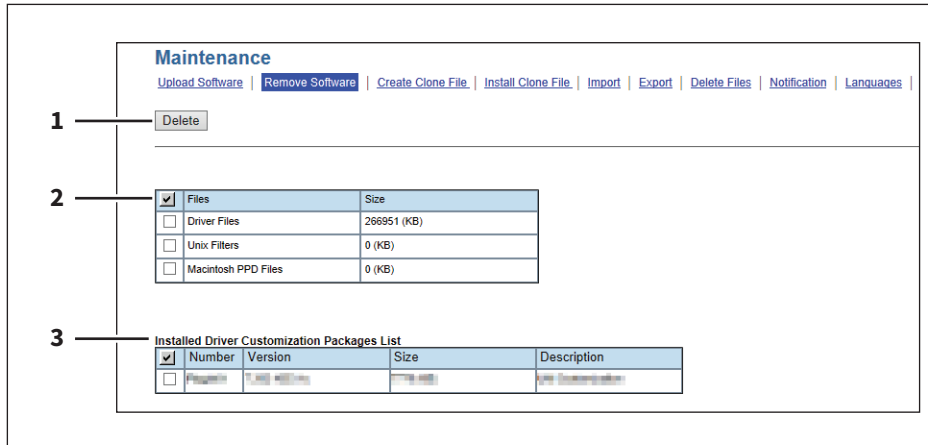 Maintenance
Upload Software | Remove Software | Create Clone File | Install Clone File | Import | Export | Delete Files | Notification | Languages |
1 Delete
2 Files Size
Driver Files 266951 (KB)
Unix Filters 0 (KB)
Macintosh PPD Files 0 (KB)
3 Installed Driver Customization Packages List
Number Version Size Description